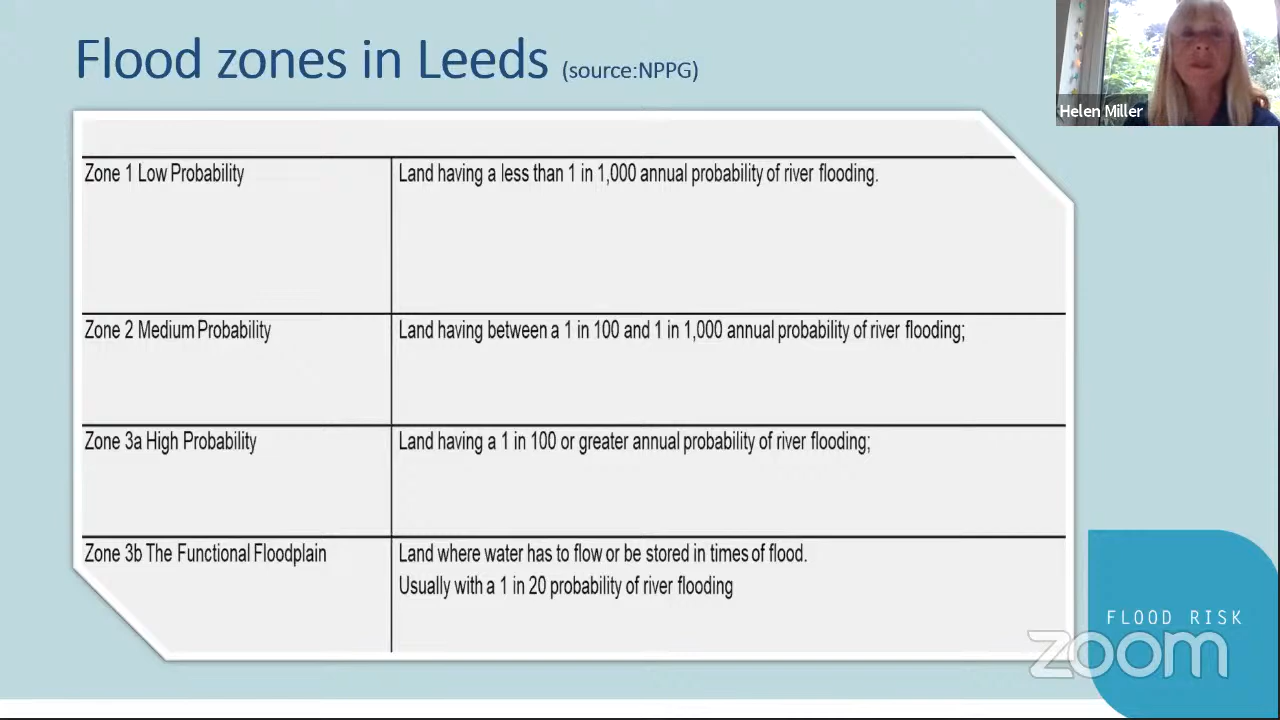 Flood zones in Leeds (source:NPPG)
Helen Miller
Zone 1 Low Probability
Land having a less than 1 in 1,000 annual probability of river flooding.
Zone 2 Medium Probability
Land having between a 1 in 100 and 1 in 1,000 annual probability of river flooding;
Zone 3a High Probability
Land having a 1 in 100 or greater annual probability of river flooding;
Zone 3b The Functional Floodplain
Land where water has to flow or be stored in times of flood.
Usually with a 1 in 20 probability of river flooding
FLOOD RISK
zoom